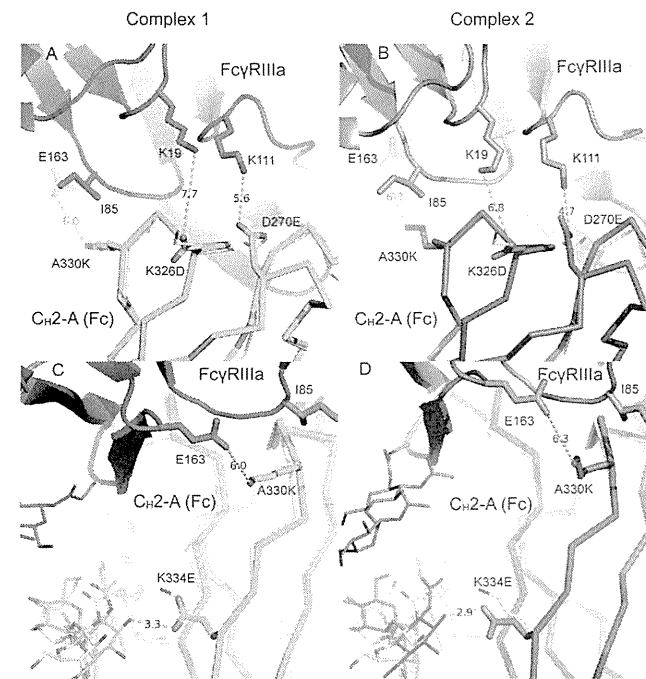 Complex 1
Complex 2
A
FcγRIIIa
E163
K19
K111
7.7
5.6
I85
6.0
D270E
A330K
K326D
CH2-A (Fc)
B
FcγRIIIa
E163
K19
K111
I85
6.8
4.7
D270E
A330K
K326D
CH2-A (Fc)
C
FcγRIIIa
I85
E163
6.0
A330K
CH2-A (Fc)
K334E
3.3
D
FcγRIIIa
I85
E163
6.3
A330K
CH2-A (Fc)
K334E
2.9